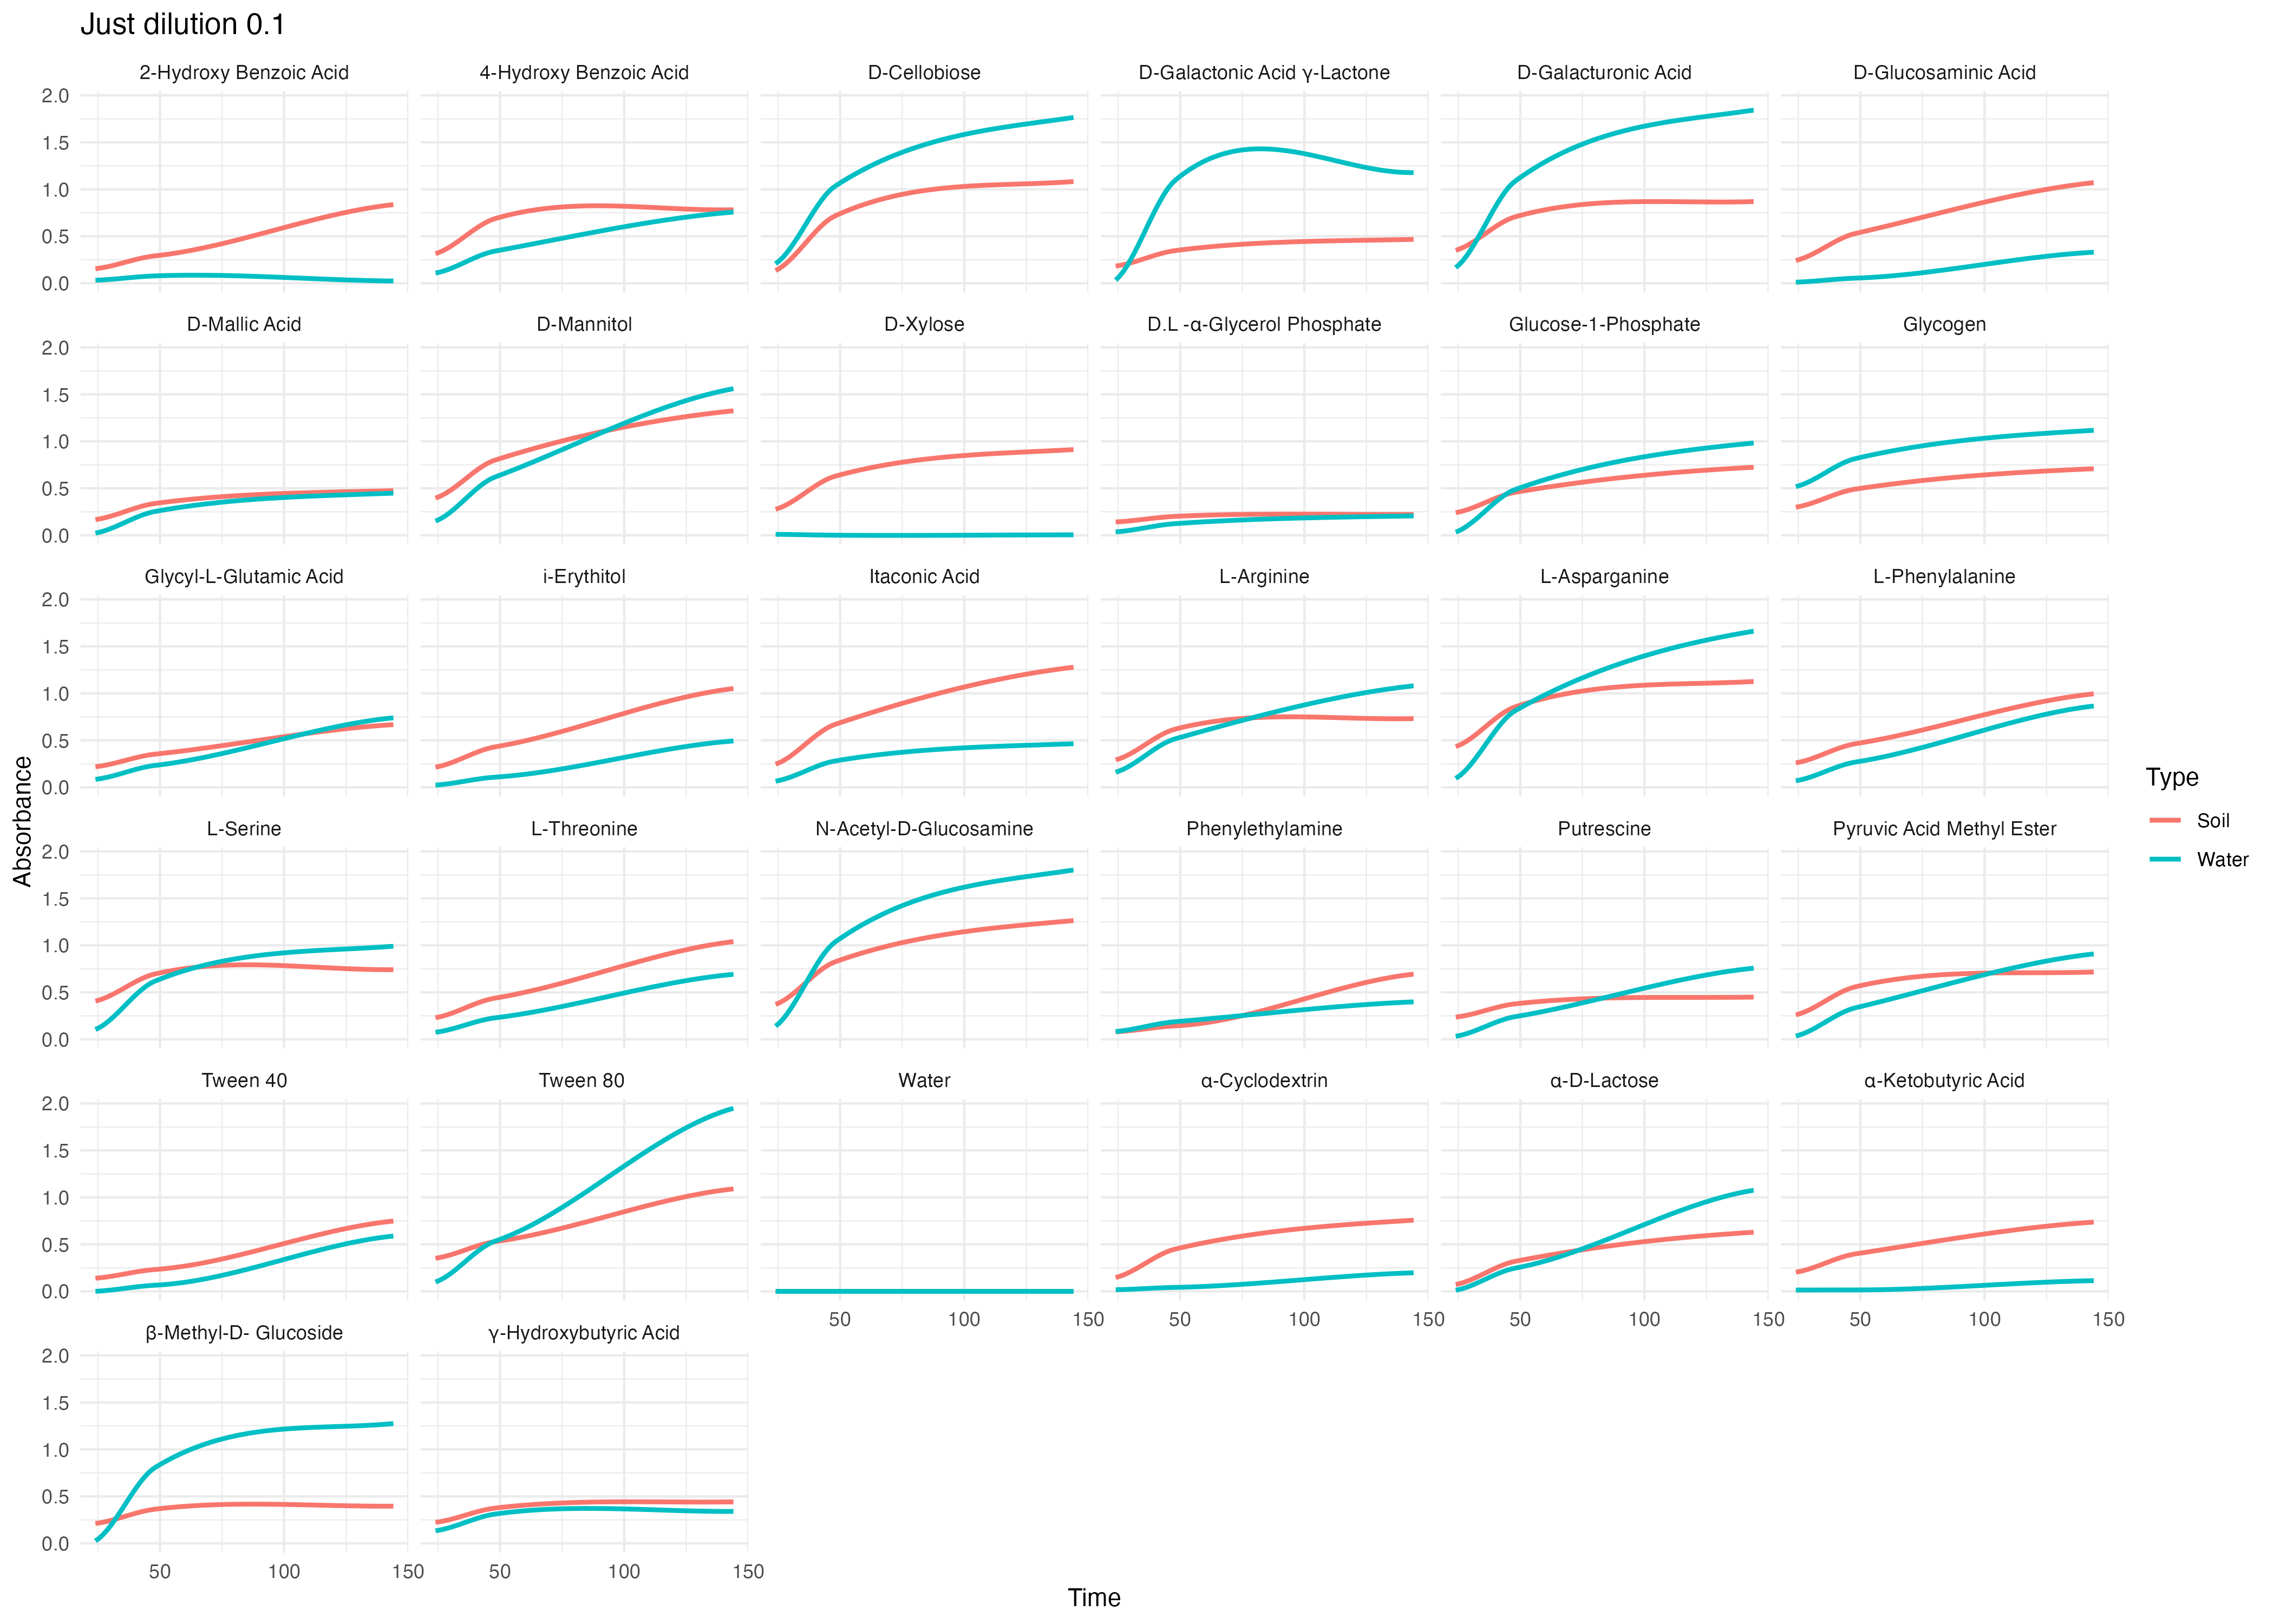 Just dilution 0.1
2-Hydroxy Benzoic Acid 4-Hydroxy Benzoic Acid D-Cellobiose D-Galactonic Acid γ-Lactone D-Galacturonic Acid D-Glucosaminic Acid
2.0
1.5
1.0
0.5
0.0
D-Mallic Acid D-Mannitol D-Xylose D.L -α-Glycerol Phosphate Glucose-1-Phosphate Glycogen
2.0
1.5
1.0
0.5
0.0
Glycyl-L-Glutamic Acid i-Erythitol Itaconic Acid L-Arginine L-Asparganine L-Phenylalanine
2.0
1.5
1.0
0.5
0.0
L-Serine L-Threonine N-Acetyl-D-Glucosamine Phenylethylamine Putrescine Pyruvic Acid Methyl Ester
2.0
1.5
1.0
0.5
0.0
Tween 40 Tween 80 Water α-Cyclodextrin α-D-Lactose α-Ketobutyric Acid
2.0
1.5
1.0
0.5
0.0
50 100 150 50 100 150 50 100 150 50 100 150
β-Methyl-D- Glucoside γ-Hydroxybutyric Acid
2.0
1.5
1.0
0.5
0.0
50 100 150 50 100 150
Time
Absorbance
Type
Soil
Water